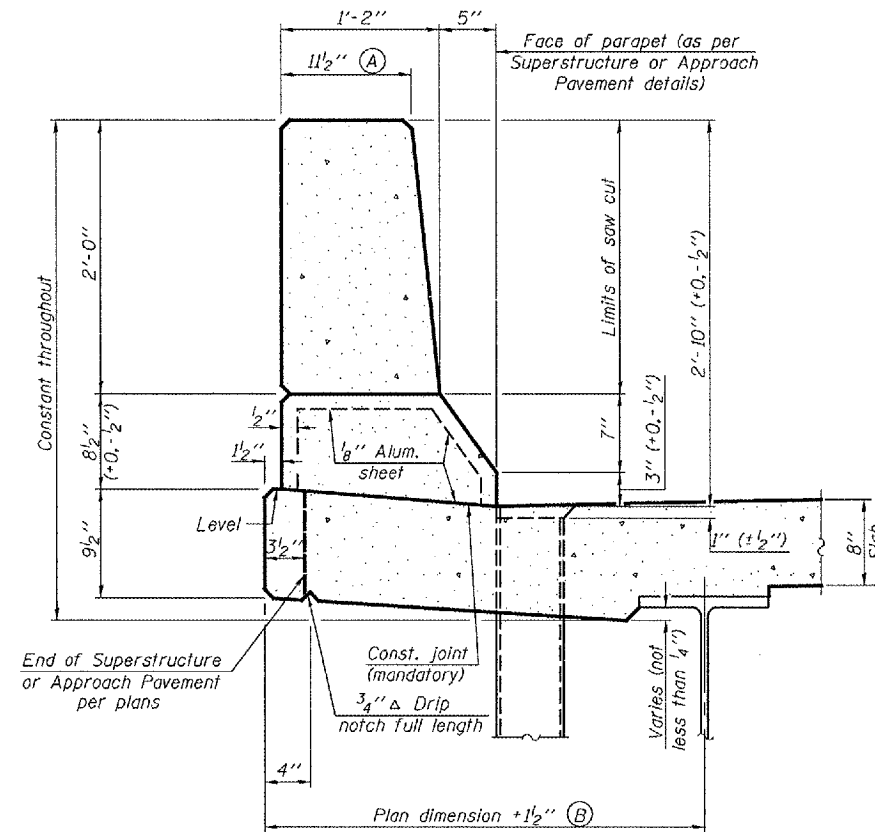 1'-2"
5"
11½" Ⓐ
Face of parapet (as per
Superstructure or Approach
Pavement details)
Constant throughout
2'-0"
Limits of saw cut
2'-10" (+0,-½")
8½"
(+0,-½")
½"
1½"
⅛" Alum.
sheet
7"
3" (+0,-½")
Level
3½"
9½"
1" (±½")
8"
Slab
End of Superstructure
or Approach Pavement
per plans
Const. joint
(mandatory)
¾" Δ Drip
notch full length
Varies (not
less than ¼")
4"
Plan dimension +1½" Ⓑ